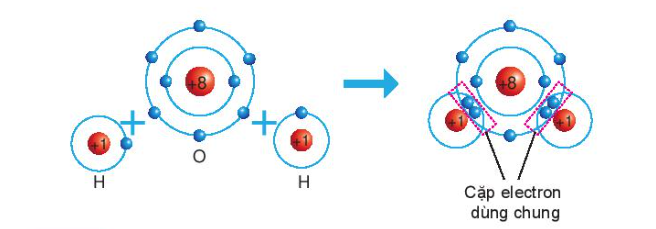 +8
+8
+1
+
+
+1
+1
+1
H
O
H
Cặp electron
dùng chung